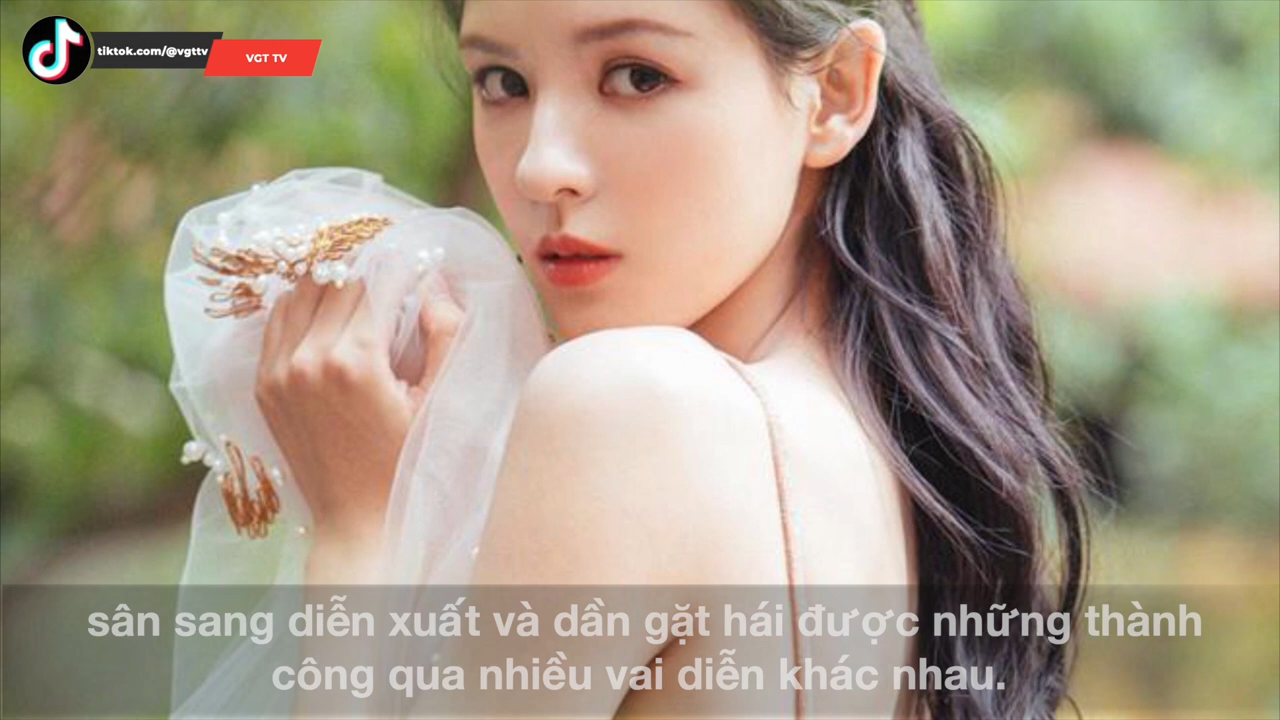 tiktok.com/@vgttv
VGT TV
sân sang diễn xuất và dần gặt hái được những thành
công qua nhiều vai diễn khác nhau.